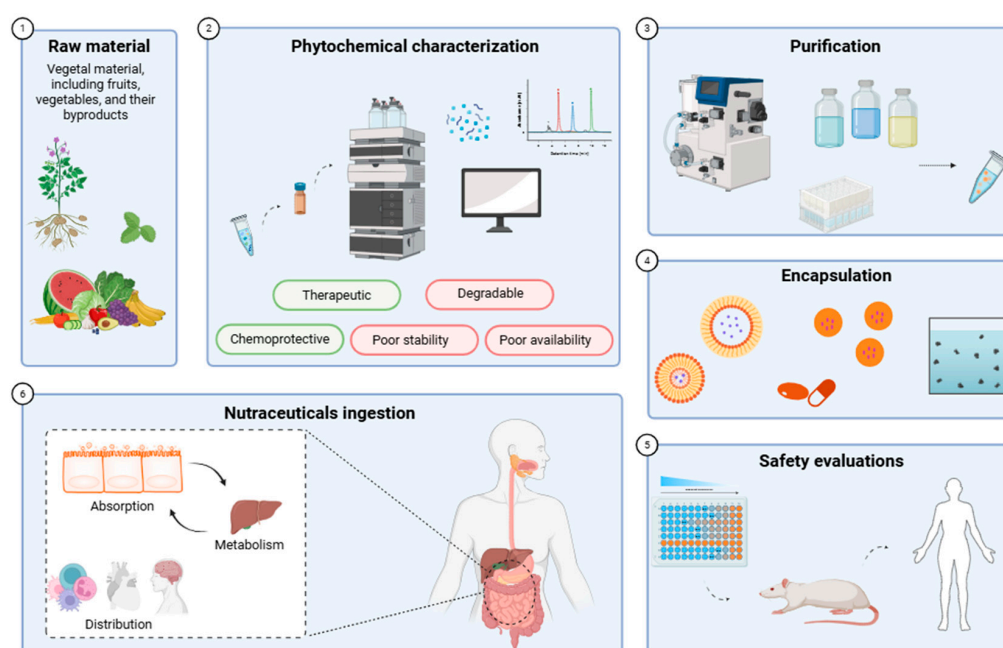 1
Raw material
Vegetal material,
including fruits,
vegetables, and their
byproducts
2
Phytochemical characterization
Therapeutic
Degradable
Chemoprotective
Poor stability
Poor availability
3
Purification
4
Encapsulation
5
Safety evaluations
6
Nutraceuticals ingestion
Absorption
Metabolism
Distribution